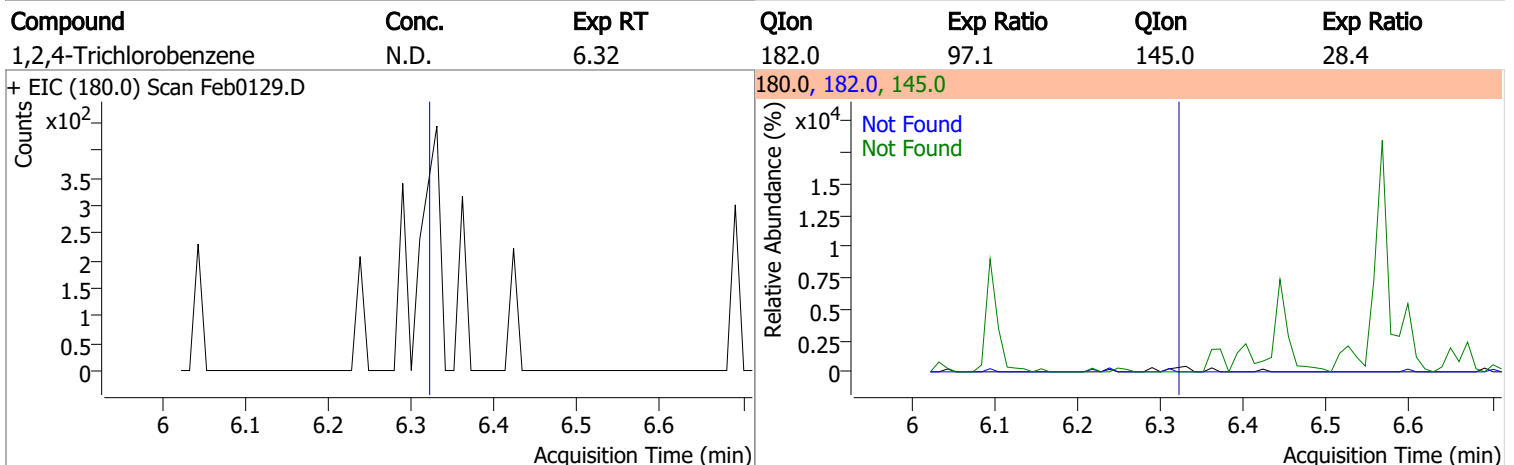 Compound Conc. Exp RT QIon Exp Ratio QIon Exp Ratio
1,2,4-Trichlorobenzene N.D. 6.32 182.0 97.1 145.0 28.4
+ EIC (180.0) Scan Feb0129.D
Counts
x10²
3.5
3
2.5
2
1.5
1
0.5
0
6 6.1 6.2 6.3 6.4 6.5 6.6
Acquisition Time (min)
180.0, 182.0, 145.0
Relative Abundance (%)
x10⁴
Not Found
Not Found
1.5
1.25
1
0.75
0.5
0.25
0
6 6.1 6.2 6.3 6.4 6.5 6.6
Acquisition Time (min)